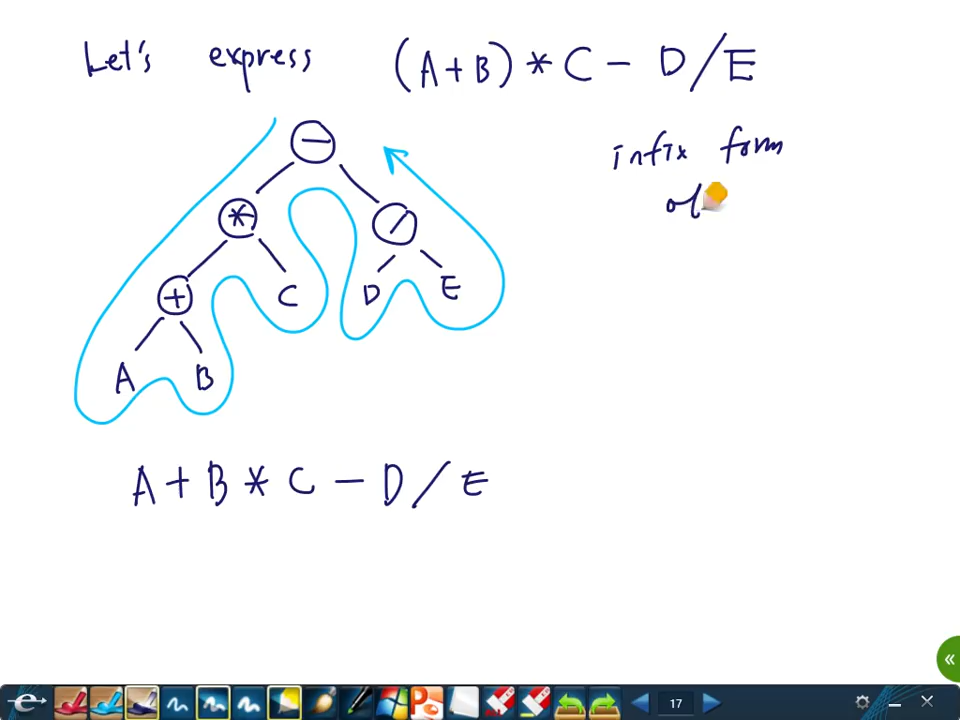 Let's express (A+B) * C - D/E
infix form
of
-
* /
+ C D E
A B
A + B * C - D / E
17